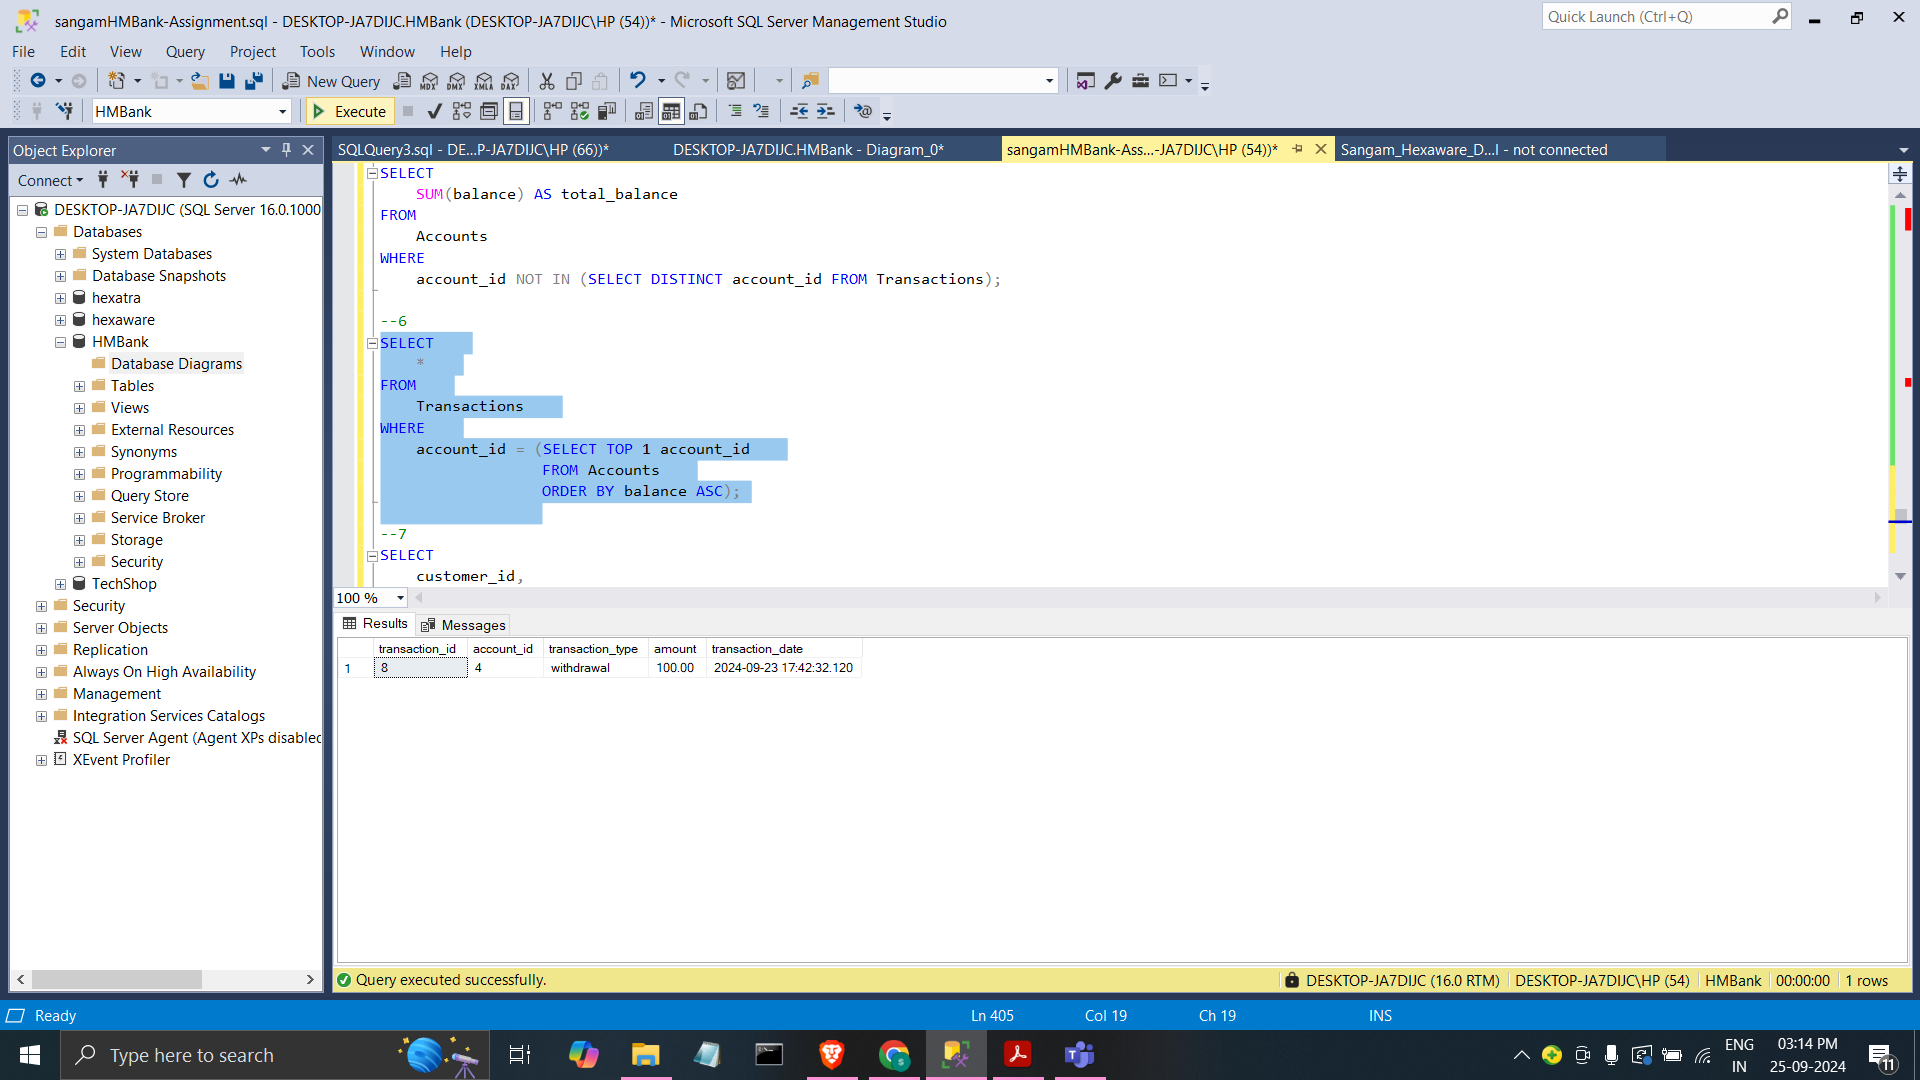 sangamHMBank-Assignment.sql - DESKTOP-JA7DIJC.HMBank (DESKTOP-JA7DIJC\HP (54))* - Microsoft SQL Server Management Studio
Quick Launch (Ctrl+Q)
File Edit View Query Project Tools Window Help
New Query
MDX DMX XMLA DAX
HMBank
Execute
Object Explorer
SQLQuery3.sql - DE...P-JA7DIJC\HP (66))*
DESKTOP-JA7DIJC.HMBank - Diagram_0*
sangamHMBank-Ass...-JA7DIJC\HP (54))*
Sangam_Hexaware_D...l - not connected
Connect
DESKTOP-JA7DIJC (SQL Server 16.0.1000
Databases
System Databases
Database Snapshots
hexatra
hexaware
HMBank
Database Diagrams
Tables
Views
External Resources
Synonyms
Programmability
Query Store
Service Broker
Storage
Security
TechShop
Security
Server Objects
Replication
Always On High Availability
Management
Integration Services Catalogs
SQL Server Agent (Agent XPs disabled
XEvent Profiler
SELECT
SUM(balance) AS total_balance
FROM
Accounts
WHERE
account_id NOT IN (SELECT DISTINCT account_id FROM Transactions);
--6
SELECT
*
FROM
Transactions
WHERE
account_id = (SELECT TOP 1 account_id
FROM Accounts
ORDER BY balance ASC);
--7
SELECT
customer_id,
100 %
Results Messages
transaction_id account_id transaction_type amount transaction_date
1 8 4 withdrawal 100.00 2024-09-23 17:42:32.120
Query executed successfully.
DESKTOP-JA7DIJC (16.0 RTM) DESKTOP-JA7DIJC\HP (54) HMBank 00:00:00 1 rows
Ready
Ln 405 Col 19 Ch 19 INS
Type here to search
ENG
IN
03:14 PM
25-09-2024
11